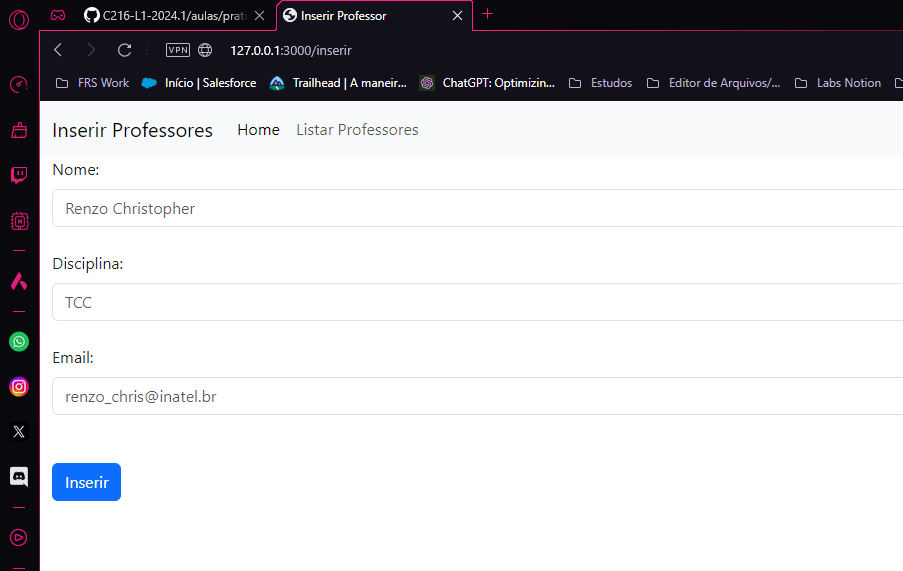 C216-L1-2024.1/aulas/prati
Inserir Professor
VPN 127.0.0.1:3000/inserir
FRS Work Início | Salesforce Trailhead | A maneir... ChatGPT: Optimizin... Estudos Editor de Arquivos/... Labs Notion
Inserir Professores Home Listar Professores
Nome:
Renzo Christopher
Disciplina:
TCC
Email:
renzo_chris@inatel.br
Inserir